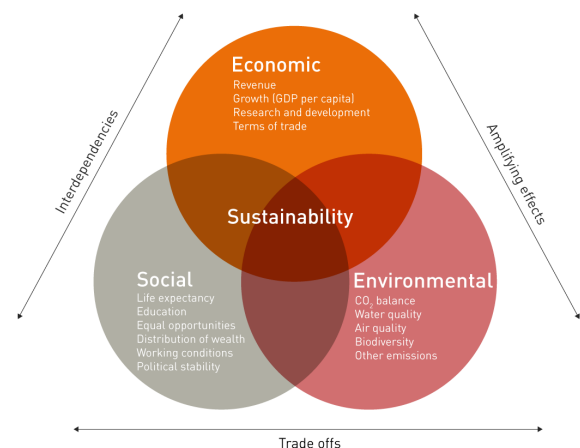 Economic
Revenue
Growth (GDP per capita)
Research and development
Terms of trade
Interdependencies
Amplifying effects
Sustainability
Social
Life expectancy
Education
Equal opportunities
Distribution of wealth
Working conditions
Political stability
Environmental
CO₂ balance
Water quality
Air quality
Biodiversity
Other emissions
Trade offs